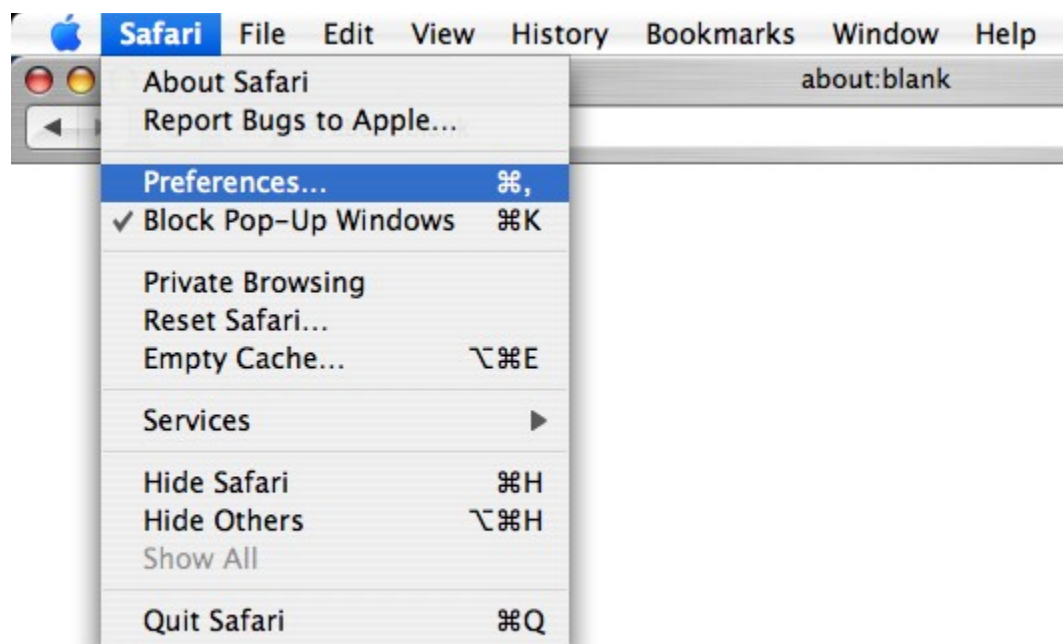 Safari File Edit View History Bookmarks Window Help
about:blank
About Safari
Report Bugs to Apple...
Preferences... ⌘,
✓ Block Pop-Up Windows ⌘K
Private Browsing
Reset Safari...
Empty Cache... ⌥⌘E
Services ▶
Hide Safari ⌘H
Hide Others ⌥⌘H
Show All
Quit Safari ⌘Q